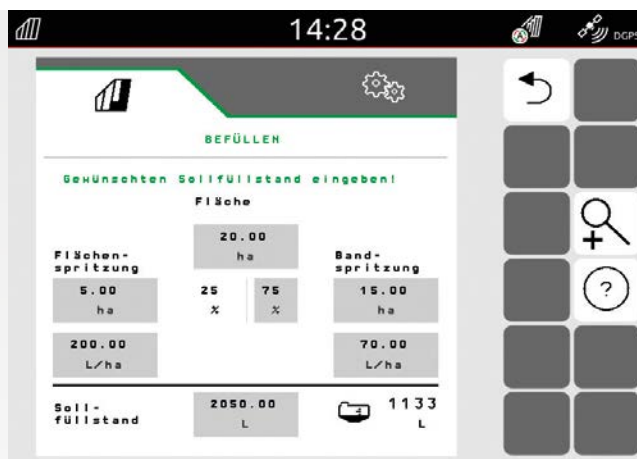 14:28
DGPS
BEFÜLLEN
Gewünschten Sollfüllstand eingeben!
Fläche
20.00
ha
Flächen-
spritzung
Band-
spritzung
5.00
ha
25
%
75
%
15.00
ha
200.00
L/ha
70.00
L/ha
Soll-
füllstand
2050.00
L
1133
L
?